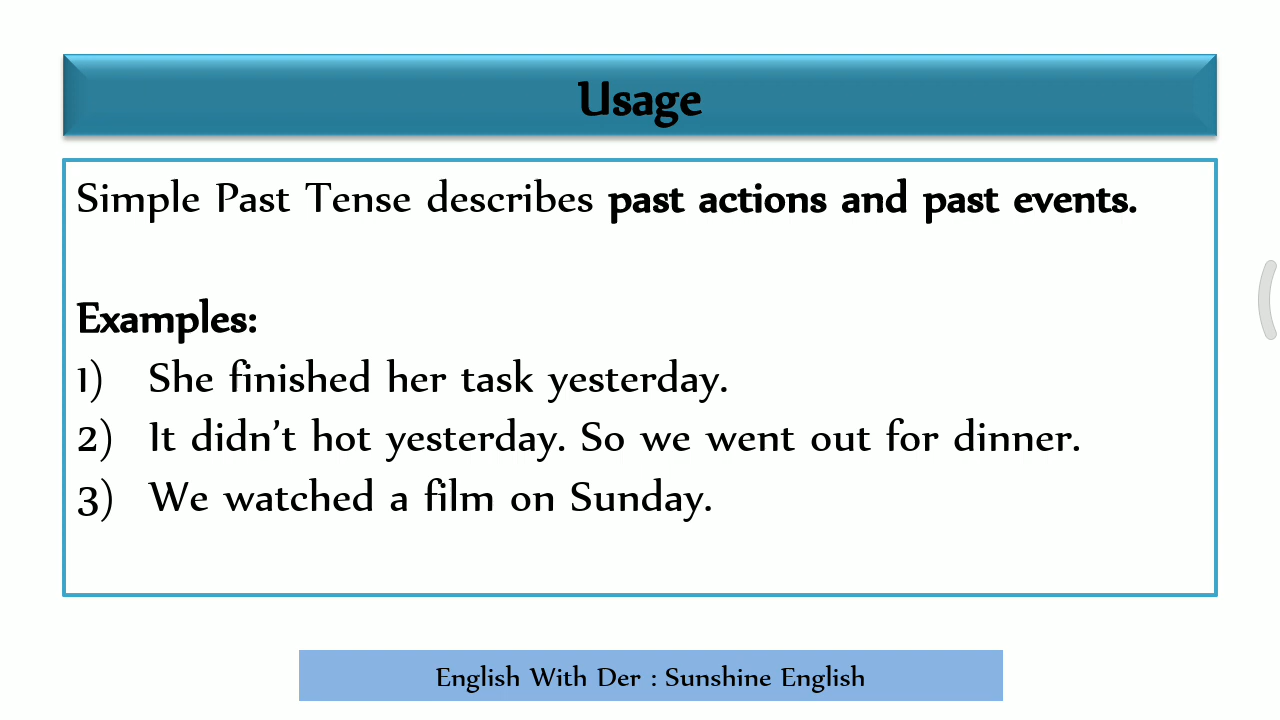 Usage
Simple Past Tense describes past actions and past events.
Examples:
1) She finished her task yesterday.
2) It didn't hot yesterday. So we went out for dinner.
3) We watched a film on Sunday.
English With Der : Sunshine English